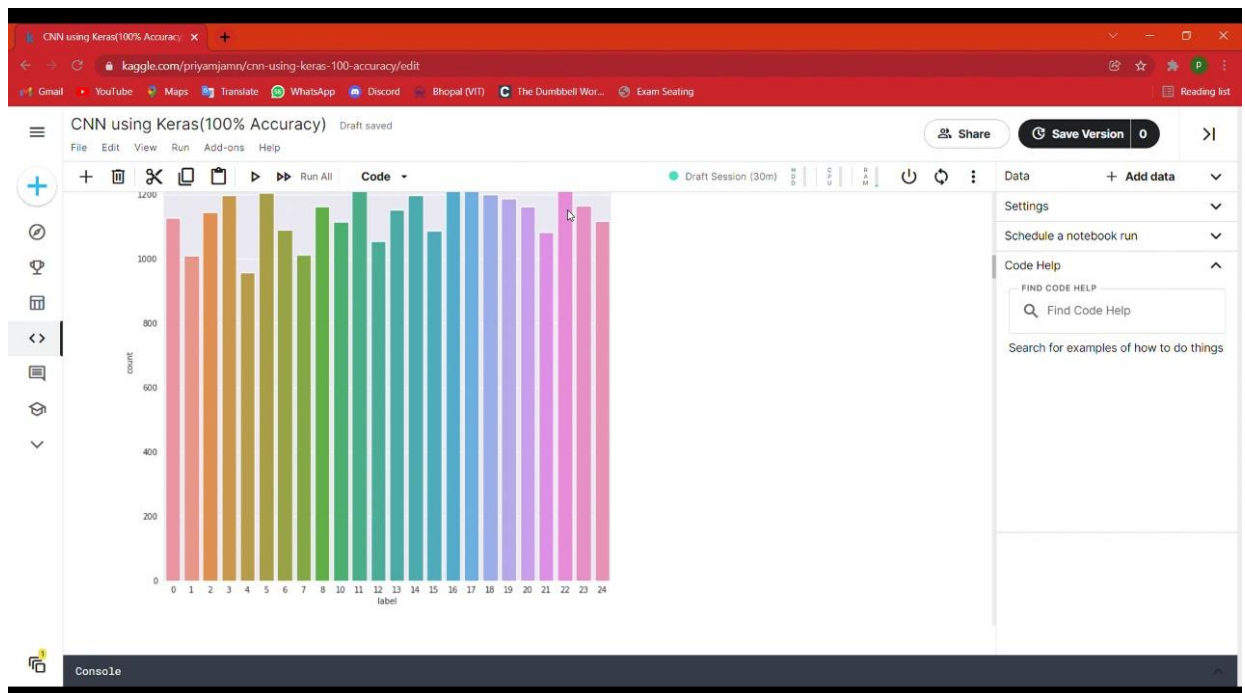 CNN using Keras(100% Accuracy)
kaggle.com/priyamjamn/cnn-using-keras-100-accuracy/edit
Gmail YouTube Maps Translate WhatsApp Discord Bhopal (VIT) The Dumbbell Wor... Exam Seating Reading list
CNN using Keras(100% Accuracy) Draft saved
Share Save Version 0
File Edit View Run Add-ons Help
Run All Code Draft Session (30m) HDD CPU RAM
Data + Add data
Settings
Schedule a notebook run
Code Help
FIND CODE HELP
Find Code Help
Search for examples of how to do things
1200
1000
800
count
600
400
200
0
0 1 2 3 4 5 6 7 8 10 11 12 13 14 15 16 17 18 19 20 21 22 23 24
label
1
Console